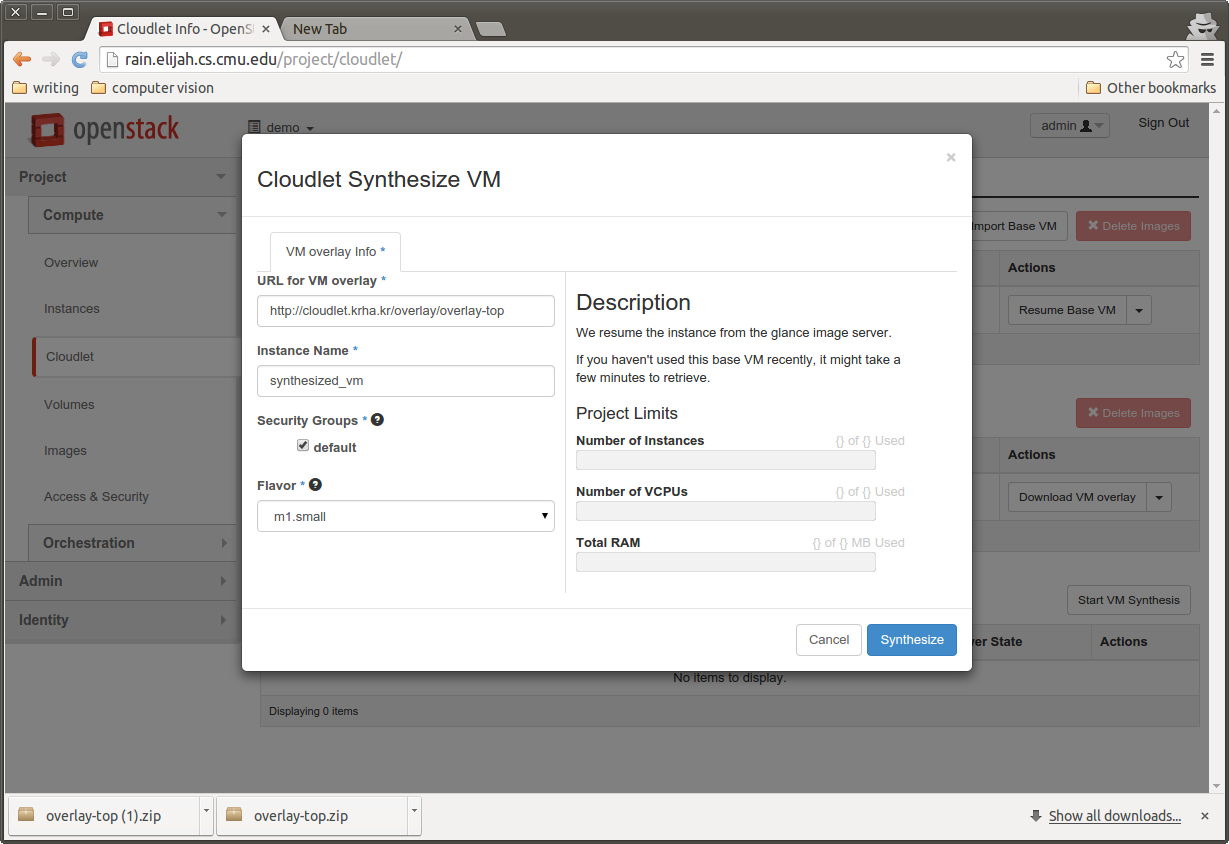 Cloudlet Info - OpenS
New Tab
rain.elijah.cs.cmu.edu/project/cloudlet/
writing
computer vision
Other bookmarks
openstack
demo
admin
Sign Out
Project
Compute
Overview
Instances
Cloudlet
Volumes
Images
Access & Security
Orchestration
Admin
Identity
Cloudlet Synthesize VM
VM overlay Info *
URL for VM overlay *
http://cloudlet.krha.kr/overlay/overlay-top
Instance Name *
synthesized_vm
Security Groups *
default
Flavor *
m1.small
Description
We resume the instance from the glance image server.
If you haven't used this base VM recently, it might take a
few minutes to retrieve.
Project Limits
Number of Instances {} of {} Used
Number of VCPUs {} of {} Used
Total RAM {} of {} MB Used
Cancel
Synthesize
Import Base VM
Delete Images
Actions
Resume Base VM
Delete Images
Actions
Download VM overlay
Start VM Synthesis
er State
Actions
No items to display.
Displaying 0 items
overlay-top (1).zip
overlay-top.zip
Show all downloads...